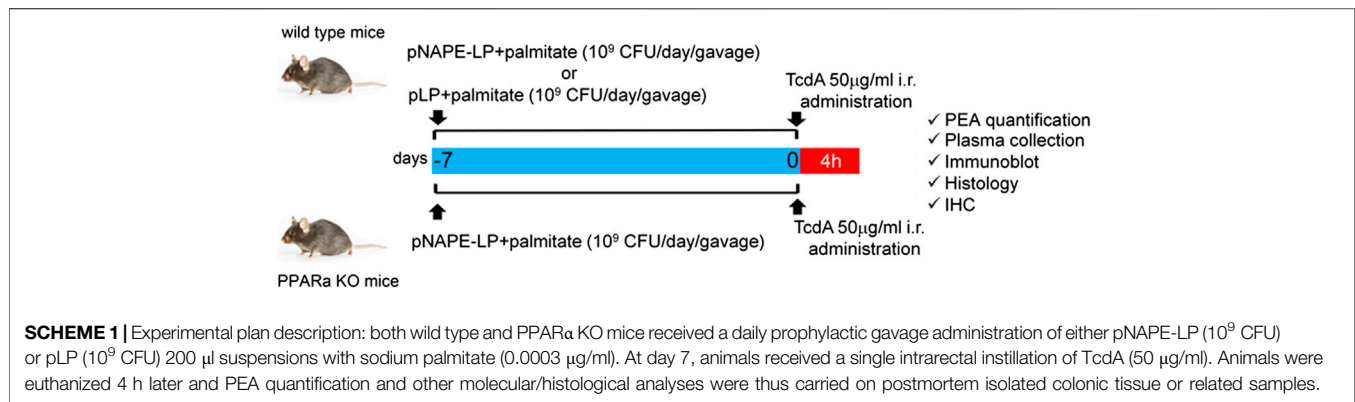 wild type mice
pNAPE-LP+palmitate (10⁹ CFU/day/gavage)
or
pLP+palmitate (10⁹ CFU/day/gavage)
TcdA 50µg/ml i.r.
administration
days
-7
0
4h
✓ PEA quantification
✓ Plasma collection
✓ Immunoblot
✓ Histology
✓ IHC
pNAPE-LP+palmitate (10⁹ CFU/day/gavage)
TcdA 50µg/ml i.r.
administration
PPARa KO mice
SCHEME 1 | Experimental plan description: both wild type and PPARα KO mice received a daily prophylactic gavage administration of either pNAPE-LP (10⁹ CFU)
or pLP (10⁹ CFU) 200 µl suspensions with sodium palmitate (0.0003 µg/ml). At day 7, animals received a single intrarectal instillation of TcdA (50 µg/ml). Animals were
euthanized 4 h later and PEA quantification and other molecular/histological analyses were thus carried on postmortem isolated colonic tissue or related samples.